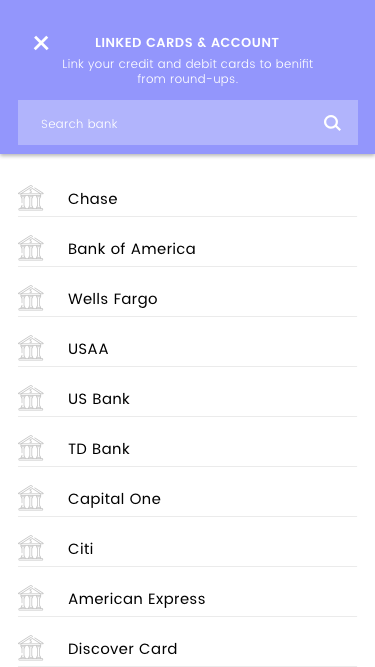 LINKED CARDS & ACCOUNT
Link your credit and debit cards to benifit
from round-ups.
Search bank
Chase
Bank of America
Wells Fargo
USAA
US Bank
TD Bank
Capital One
Citi
American Express
Discover Card